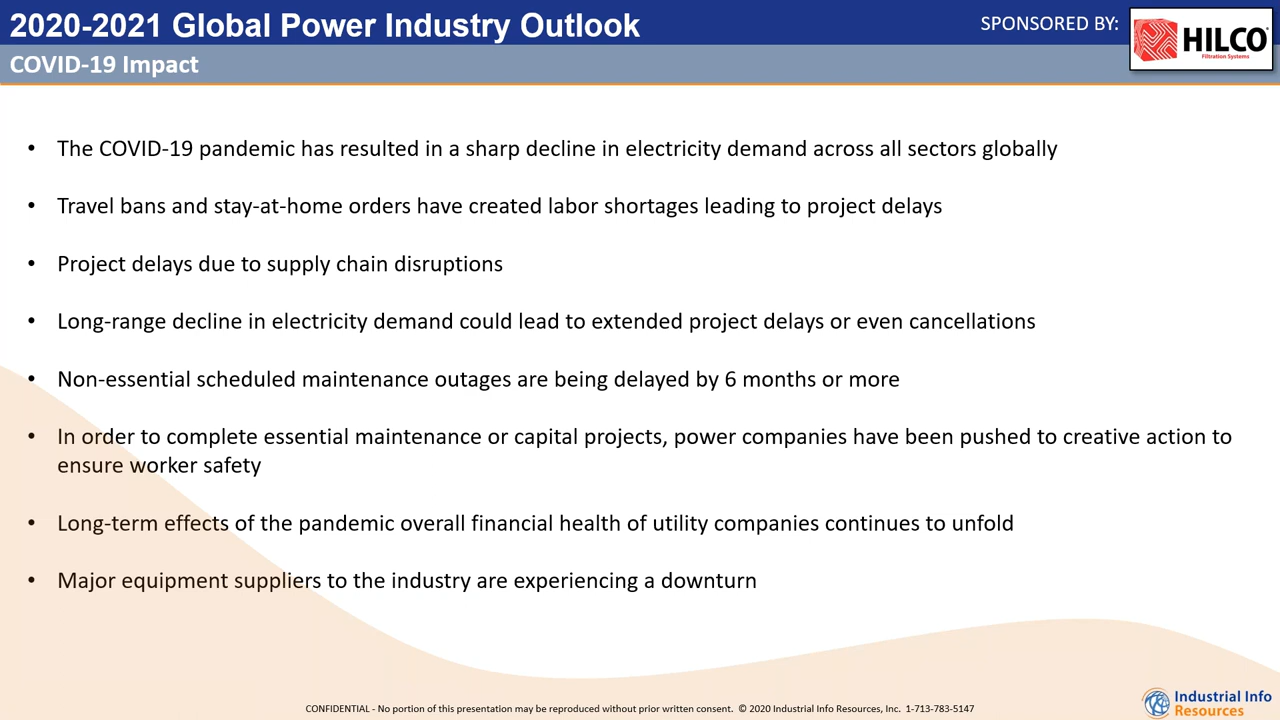 2020-2021 Global Power Industry Outlook
SPONSORED BY:
HILCO
Filtration Systems
COVID-19 Impact
• The COVID-19 pandemic has resulted in a sharp decline in electricity demand across all sectors globally
• Travel bans and stay-at-home orders have created labor shortages leading to project delays
• Project delays due to supply chain disruptions
• Long-range decline in electricity demand could lead to extended project delays or even cancellations
• Non-essential scheduled maintenance outages are being delayed by 6 months or more
• In order to complete essential maintenance or capital projects, power companies have been pushed to creative action to
ensure worker safety
• Long-term effects of the pandemic overall financial health of utility companies continues to unfold
• Major equipment suppliers to the industry are experiencing a downturn
CONFIDENTIAL - No portion of this presentation may be reproduced without prior written consent. © 2020 Industrial Info Resources, Inc. 1-713-783-5147
Industrial Info
Resources